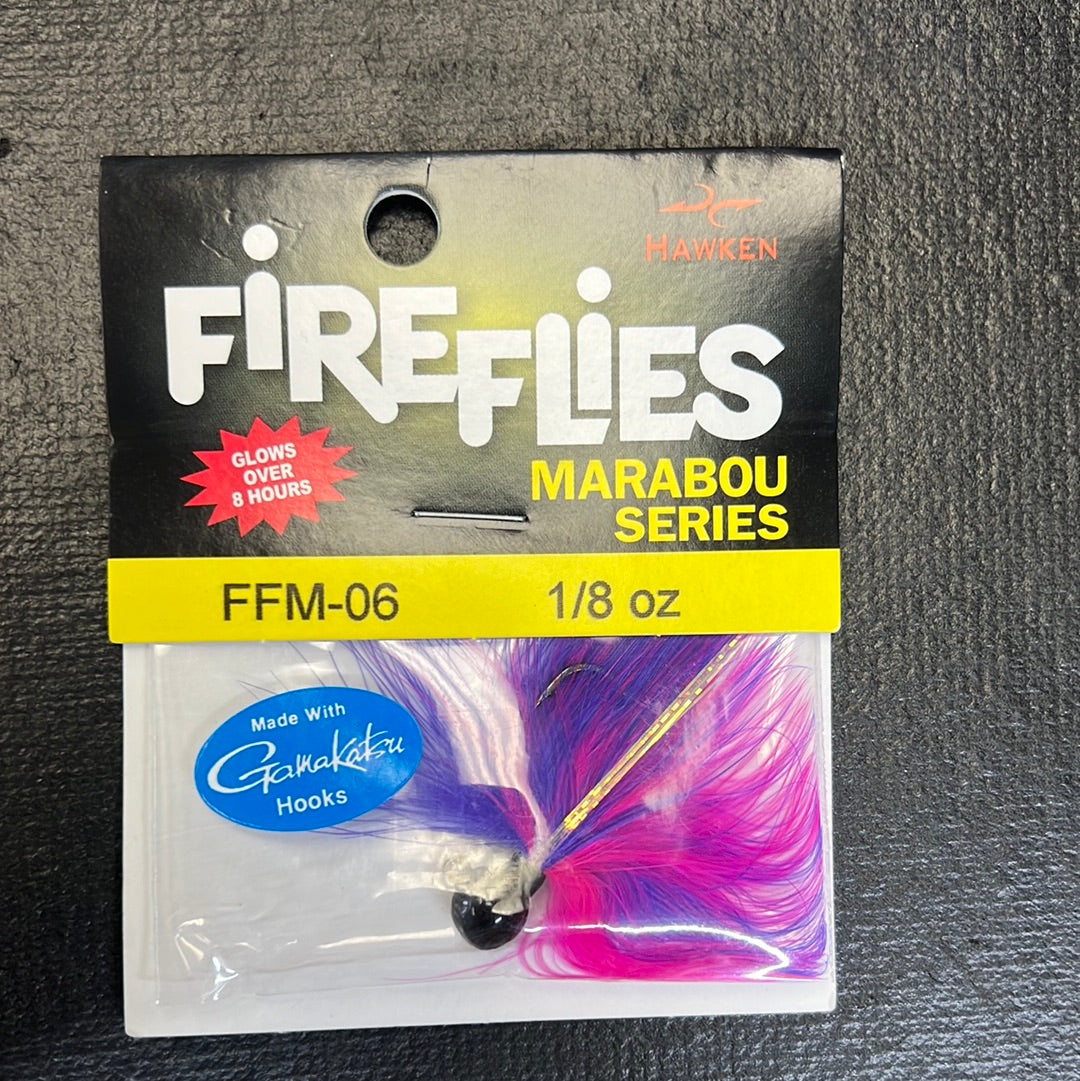 HAWKEN
FiREFLiES
GLOWS
OVER
8 HOURS
MARABOU
SERIES
FFM-06 1/8 oz
Made With
Gamakatsu
Hooks